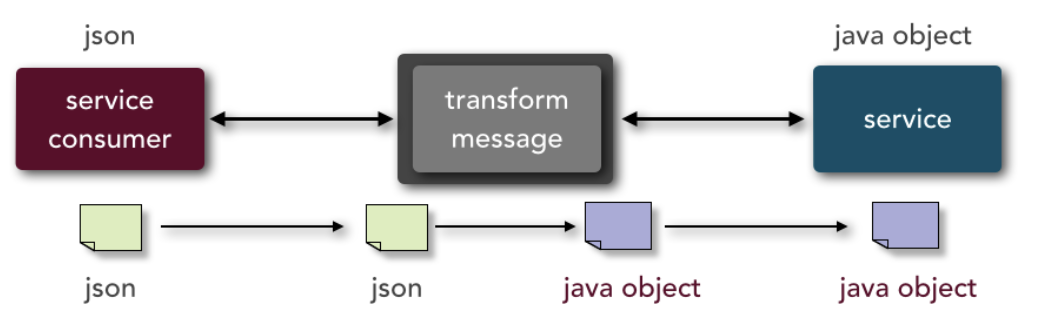 json
java object
service
consumer
transform
message
service
json
json
java object
java object